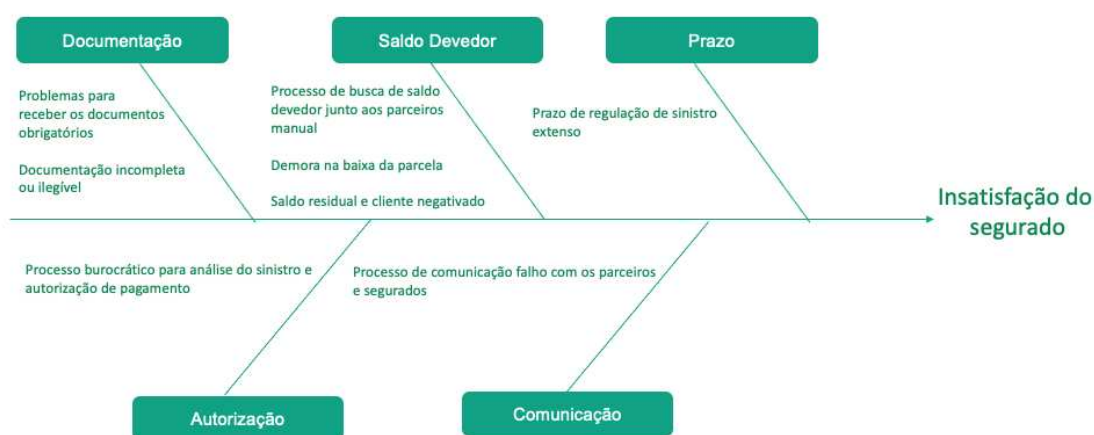 Documentação
Saldo Devedor
Prazo
Problemas para
receber os documentos
obrigatórios
Documentação incompleta
ou ilegível
Processo de busca de saldo
devedor junto aos parceiros
manual
Demora na baixa da parcela
Saldo residual e cliente negativado
Prazo de regulação de sinistro
extenso
Insatisfação do
segurado
Processo burocrático para análise do sinistro e
autorização de pagamento
Processo de comunicação falho com os parceiros
e segurados
Autorização
Comunicação